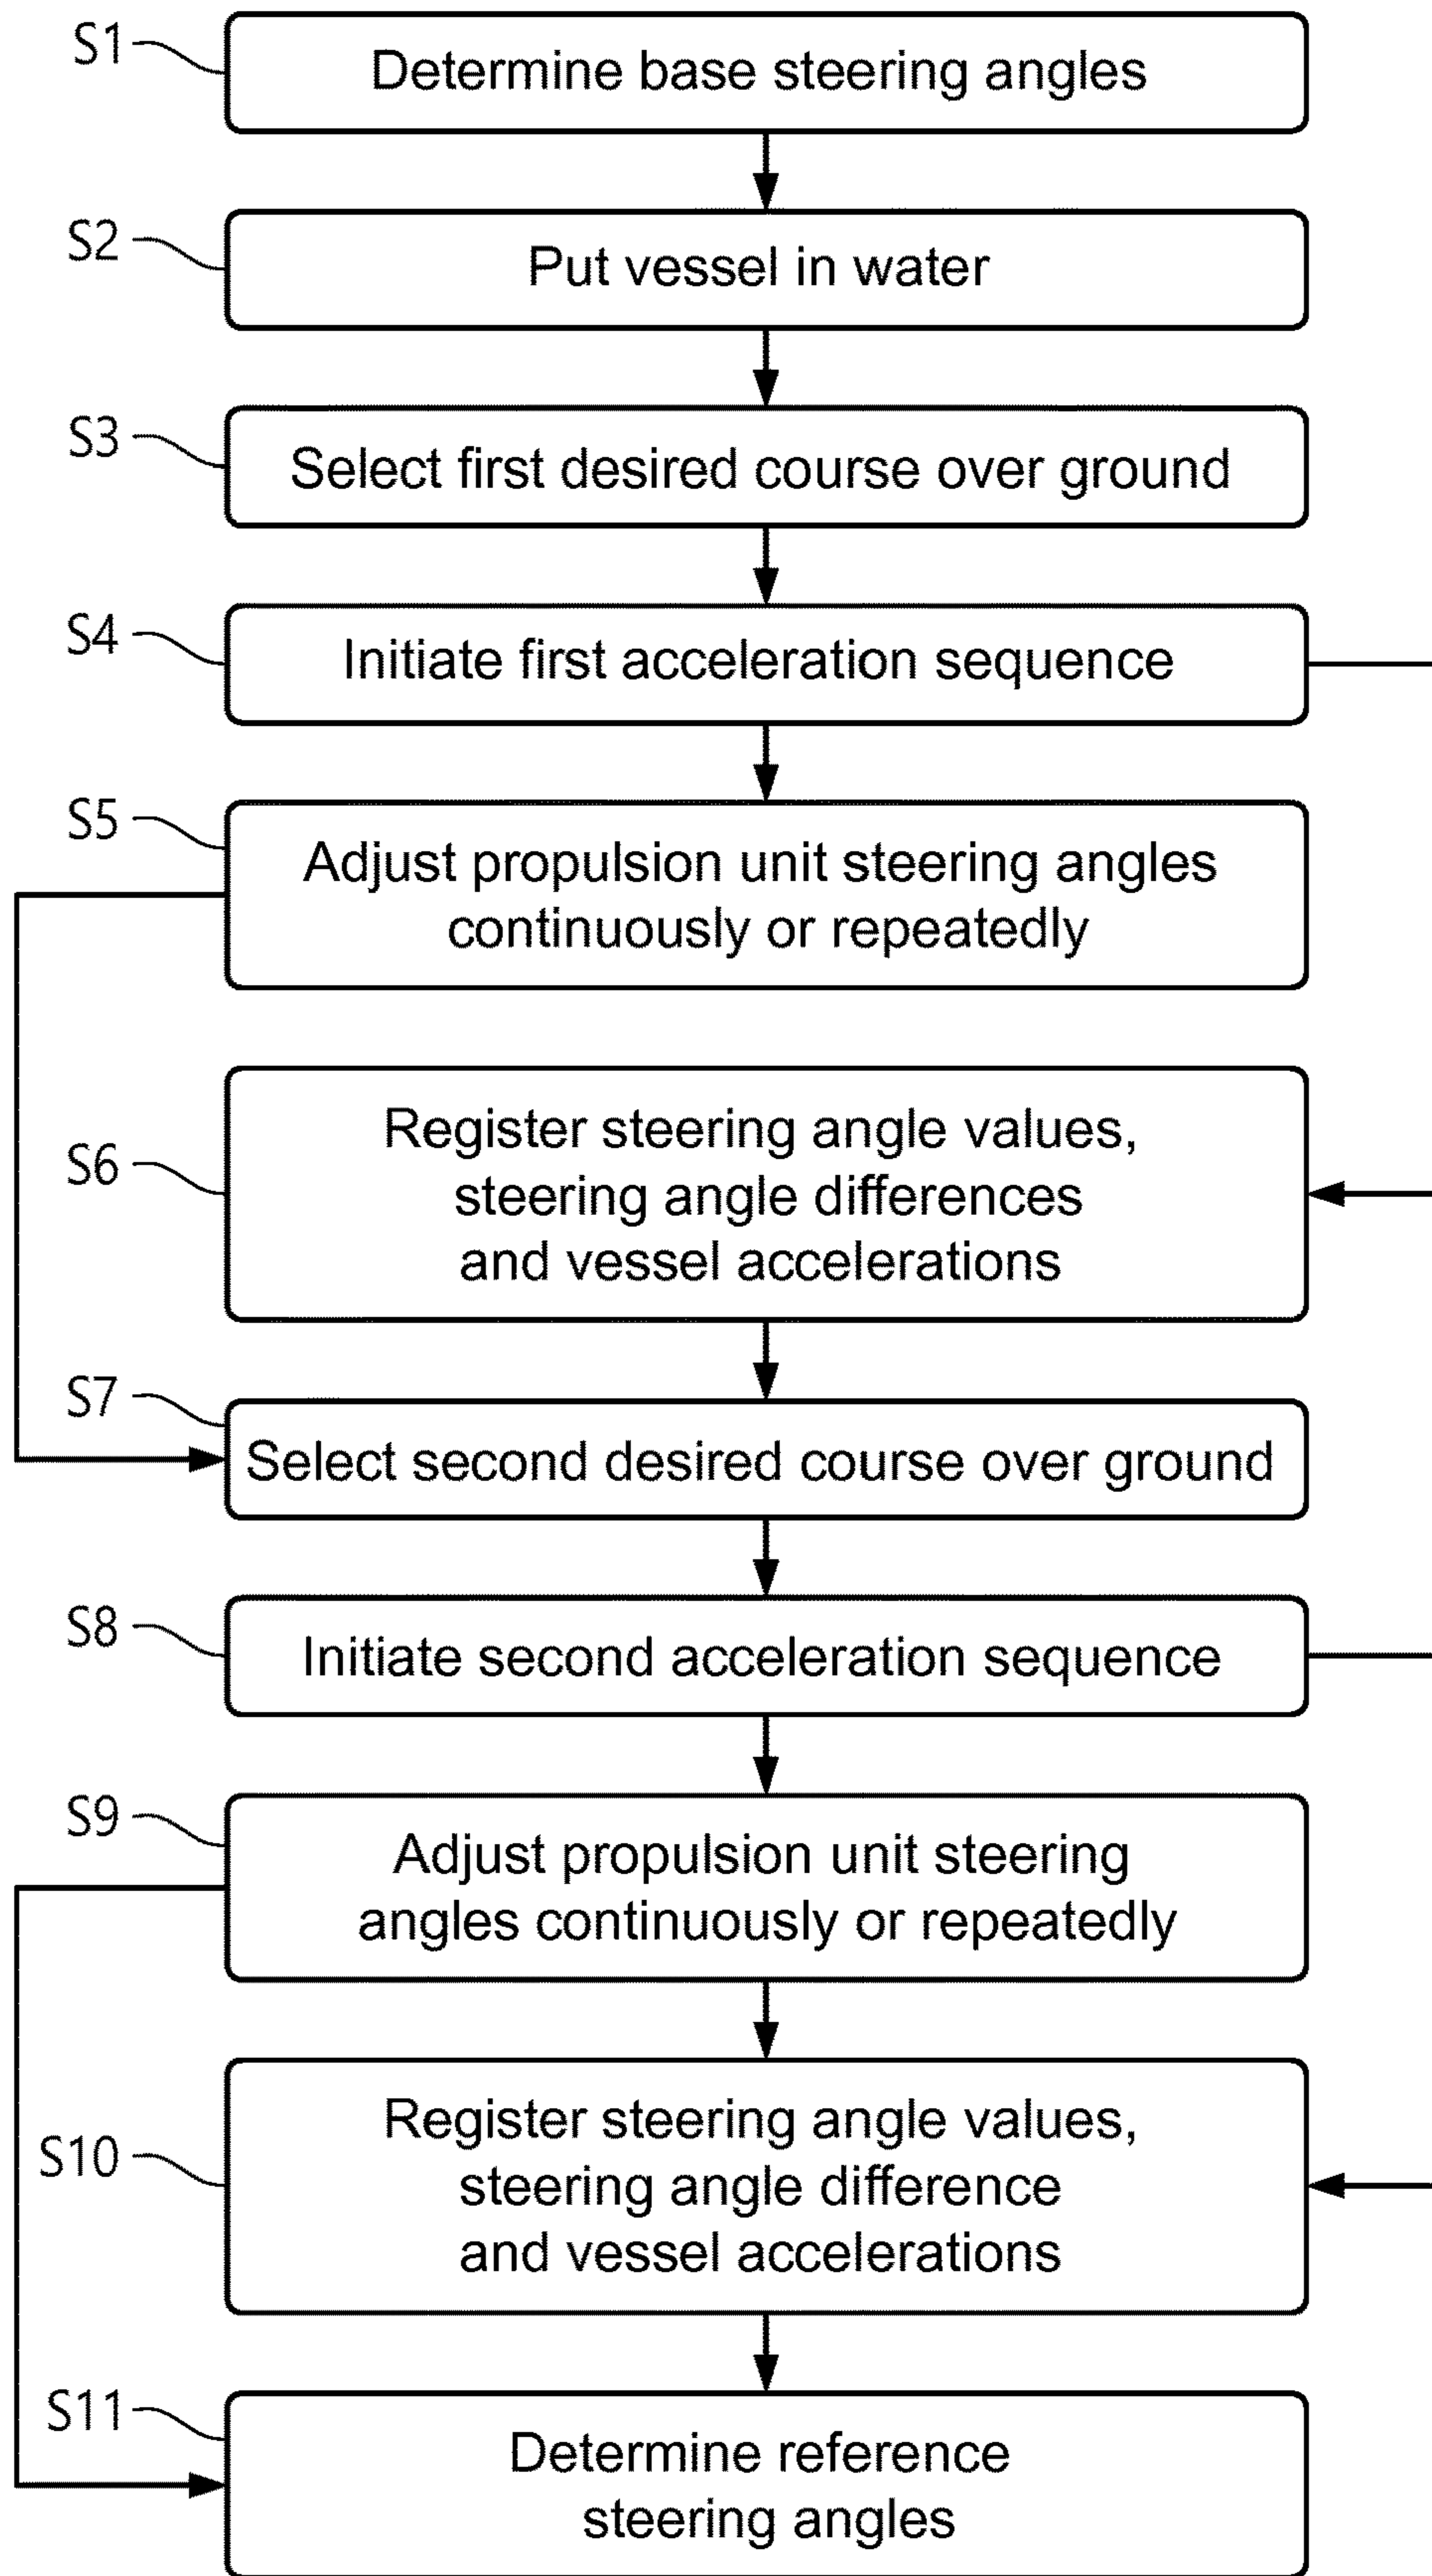 S1
Determine base steering angles
S2
Put vessel in water
S3
Select first desired course over ground
S4
Initiate first acceleration sequence
S5
Adjust propulsion unit steering angles
continuously or repeatedly
S6
Register steering angle values,
steering angle differences
and vessel accelerations
S7
Select second desired course over ground
S8
Initiate second acceleration sequence
S9
Adjust propulsion unit steering
angles continuously or repeatedly
S10
Register steering angle values,
steering angle difference
and vessel accelerations
S11
Determine reference
steering angles